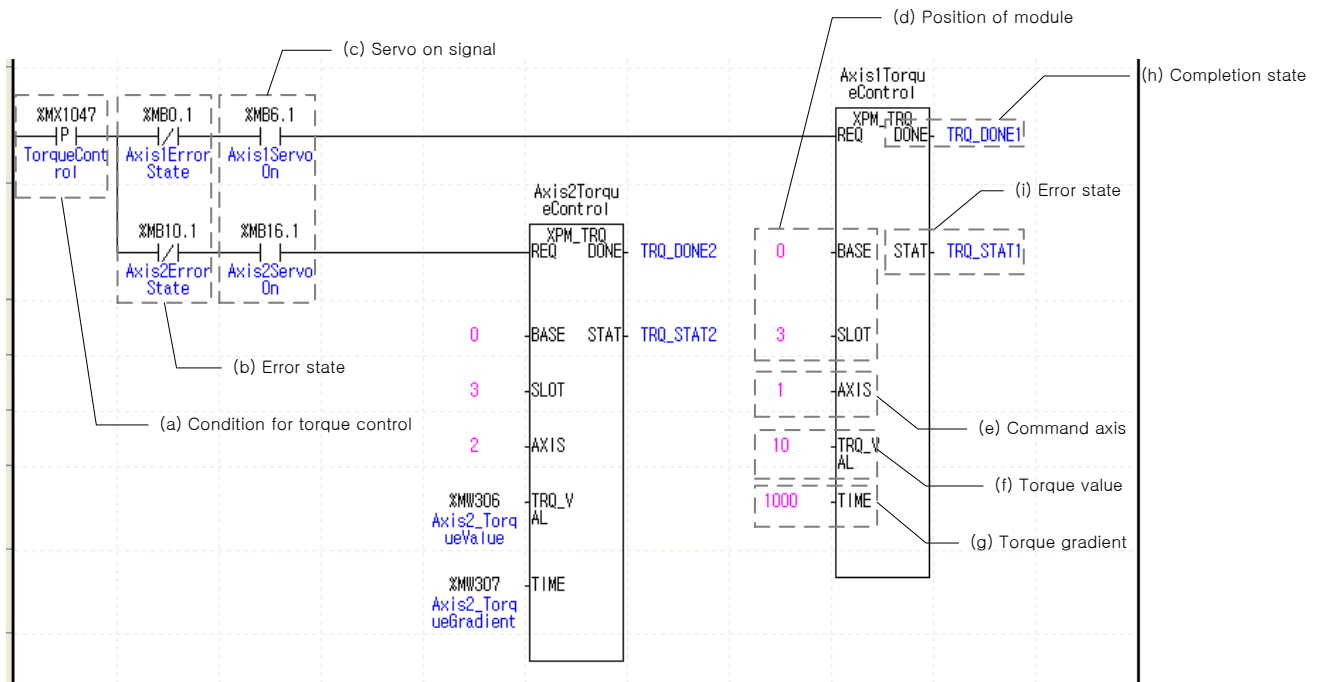 (d) Position of module
(c) Servo on signal
Axis1Torqu
eControl
(h) Completion state
%MX1047
%MB0.1
%MB6.1
XPM_TRQ
P
REQ
DONE
TRQ_DONE1
TorqueCont
rol
Axis1Error
State
Axis1Servo
On
Axis2Torqu
eControl
(i) Error state
%MB10.1
%MB16.1
XPM_TRQ
REQ
DONE
TRQ_DONE2
0
BASE
STAT
TRQ_STAT1
Axis2Error
State
Axis2Servo
On
0
BASE
STAT
TRQ_STAT2
3
SLOT
(b) Error state
3
SLOT
1
AXIS
(a) Condition for torque control
(e) Command axis
2
AXIS
10
TRQ_V
AL
(f) Torque value
%MW306
Axis2_Torq
ueValue
TRQ_V
AL
1000
TIME
(g) Torque gradient
%MW307
Axis2_Torq
ueGradient
TIME